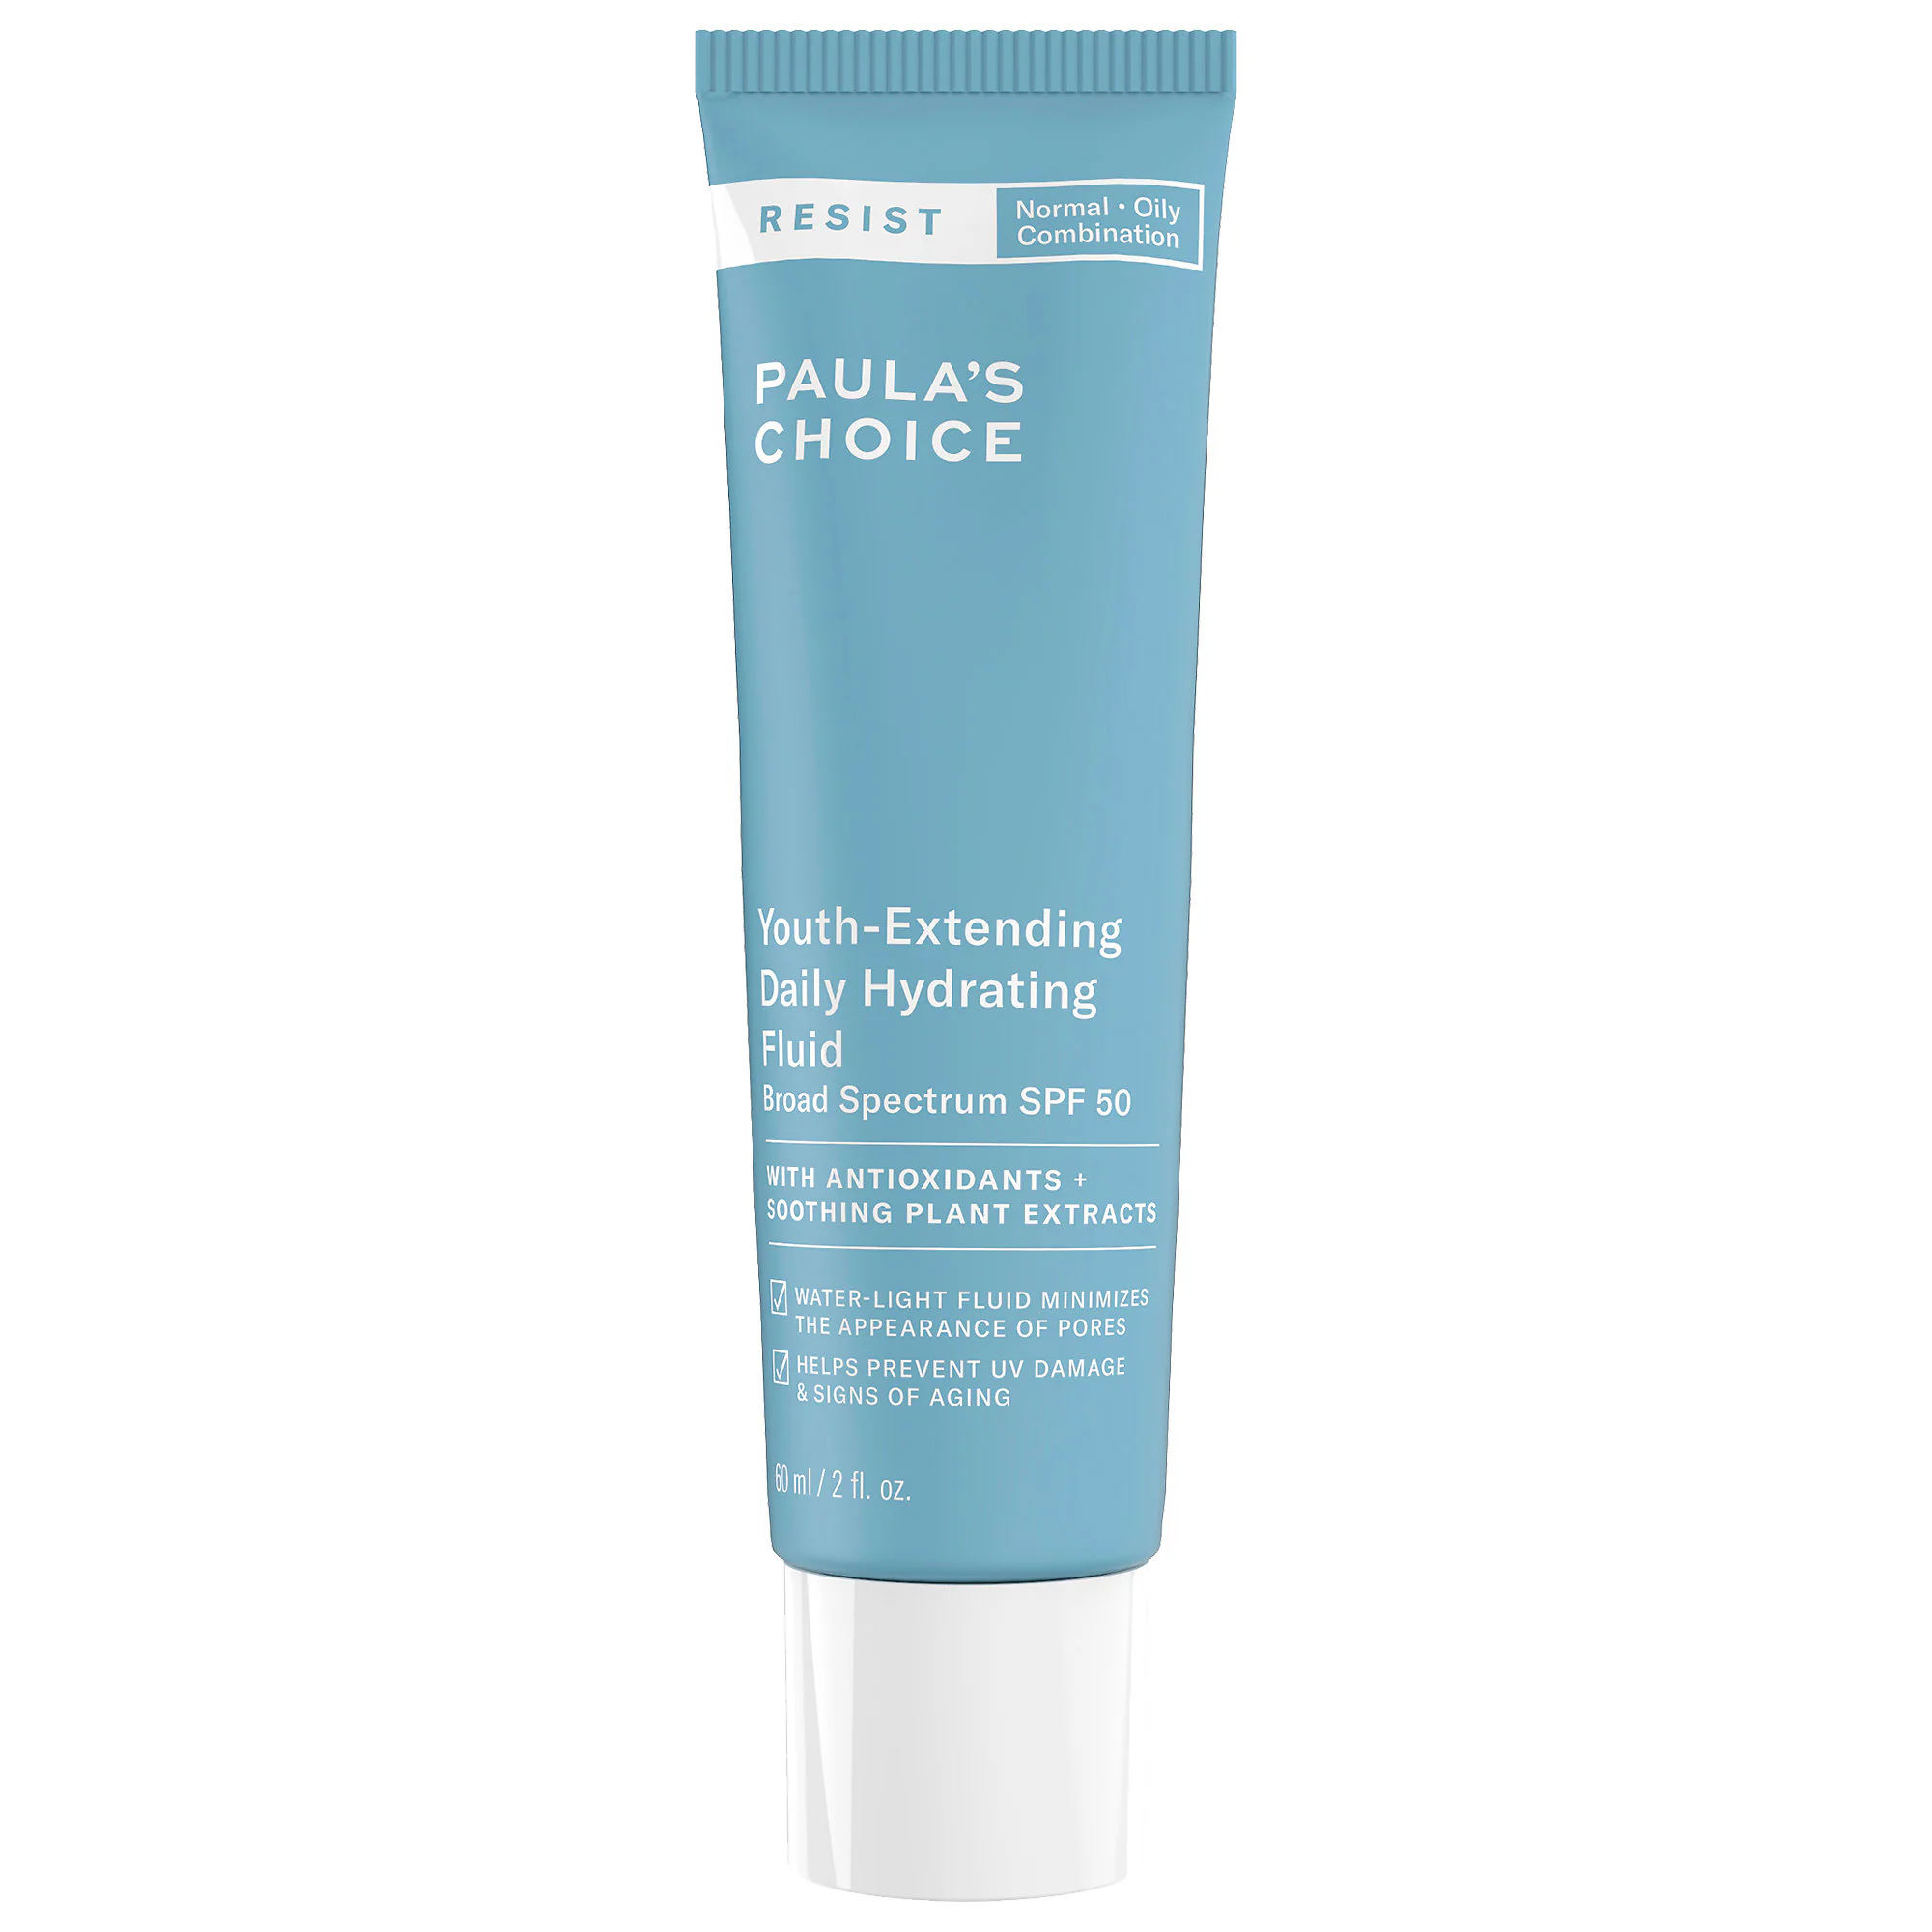 RESIST
Normal • Oily
Combination
PAULA'S
CHOICE
Youth-Extending
Daily Hydrating
Fluid
Broad Spectrum SPF 50
WITH ANTIOXIDANTS +
SOOTHING PLANT EXTRACTS
WATER-LIGHT FLUID MINIMIZES
THE APPEARANCE OF PORES
HELPS PREVENT UV DAMAGE
& SIGNS OF AGING
60 ml / 2 fl. oz.